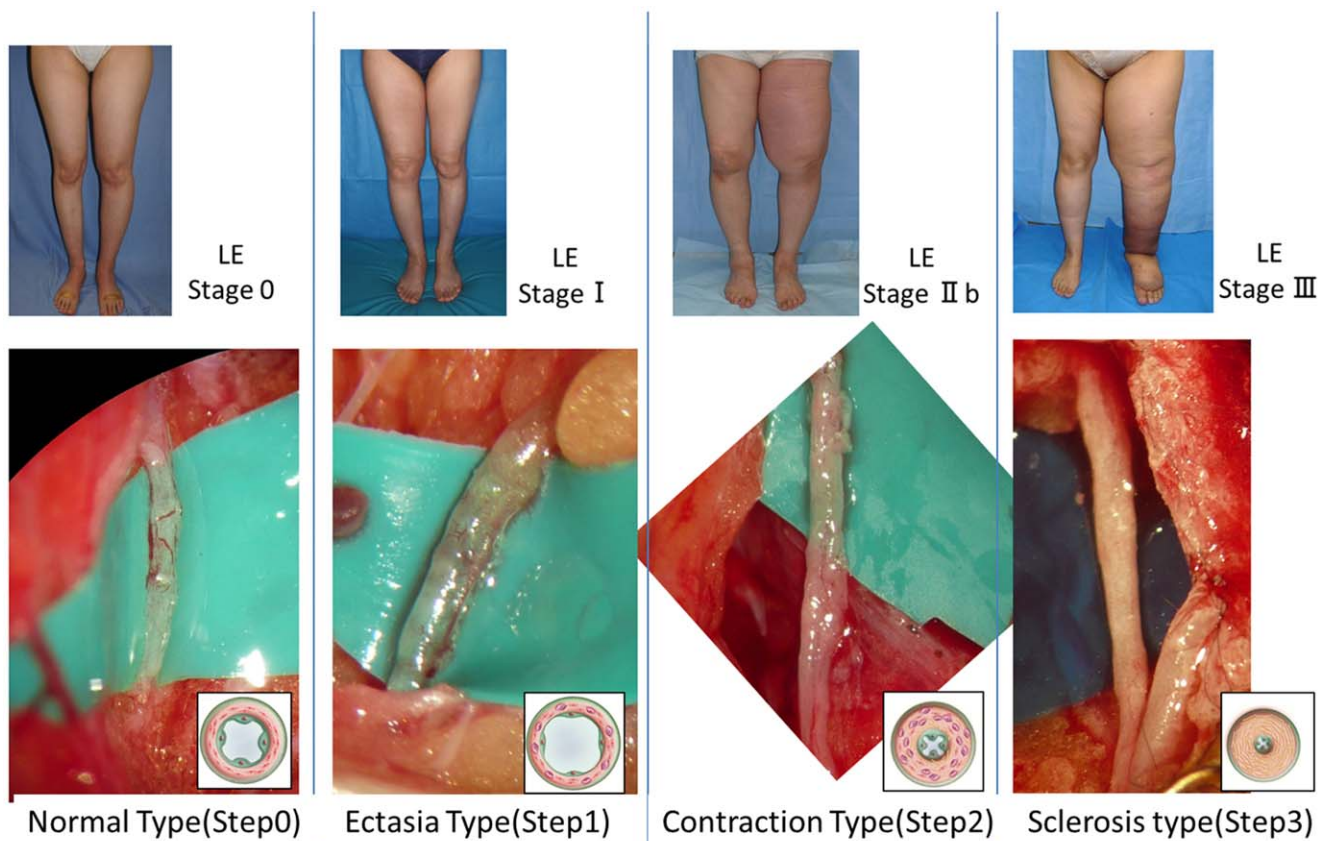 LE
Stage 0
LE
Stage Ⅰ
LE
Stage Ⅱb
LE
Stage Ⅲ
Normal Type(Step0)
Ectasia Type(Step1)
Contraction Type(Step2)
Sclerosis type(Step3)